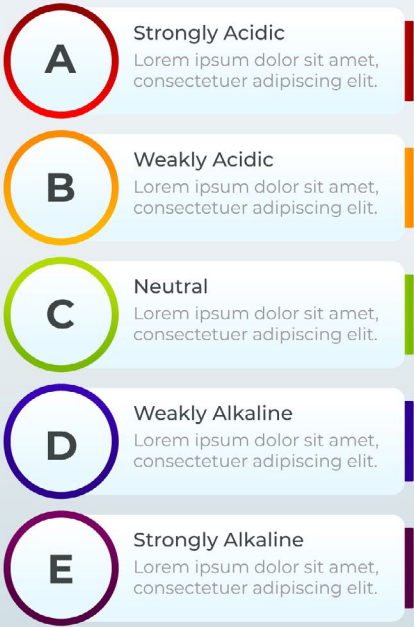 A
Strongly Acidic
Lorem ipsum dolor sit amet,
consectetuer adipiscing elit.
B
Weakly Acidic
Lorem ipsum dolor sit amet,
consectetuer adipiscing elit.
C
Neutral
Lorem ipsum dolor sit amet,
consectetuer adipiscing elit.
D
Weakly Alkaline
Lorem ipsum dolor sit amet,
consectetuer adipiscing elit.
E
Strongly Alkaline
Lorem ipsum dolor sit amet,
consectetuer adipiscing elit.